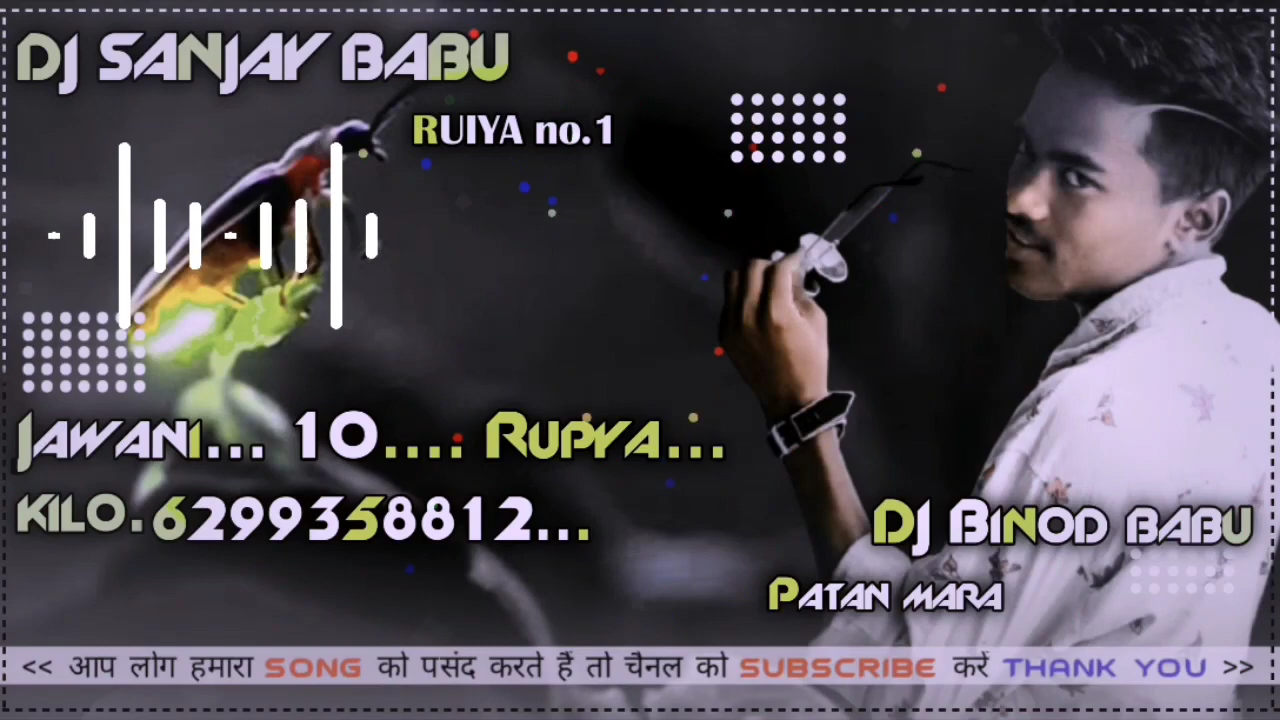 DJ SANJAY BABU
RUIYA no.1
JAWANI... 10.... RUPYA...
KILO.6299358812...
DJ BINOD BABU
PATAN MARA
<< आप लोग हमारा SONG को पसंद करते हैं तो चैनल को SUBSCRIBE करें THANK YOU >>